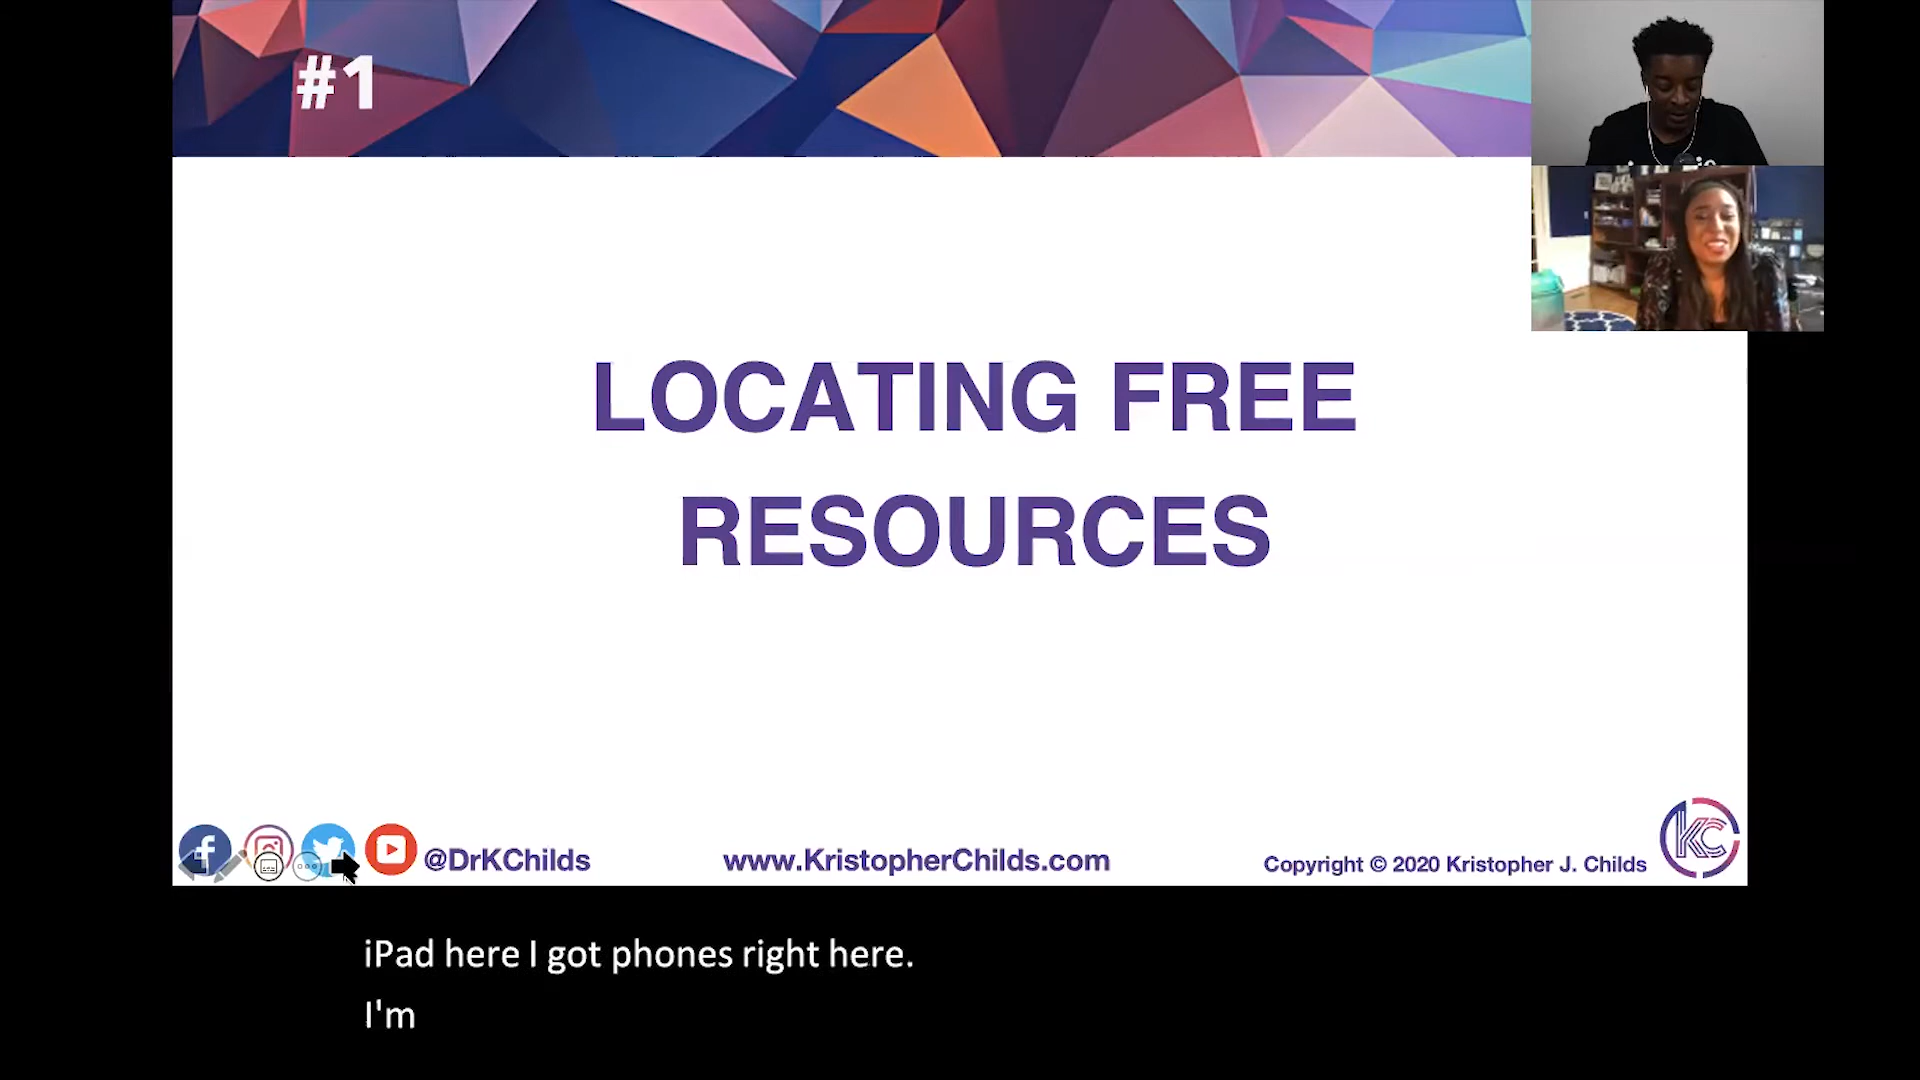 #1
LOCATING FREE
RESOURCES
@DrKChilds
www.KristopherChilds.com
Copyright © 2020 Kristopher J. Childs
KC
iPad here I got phones right here.
I'm